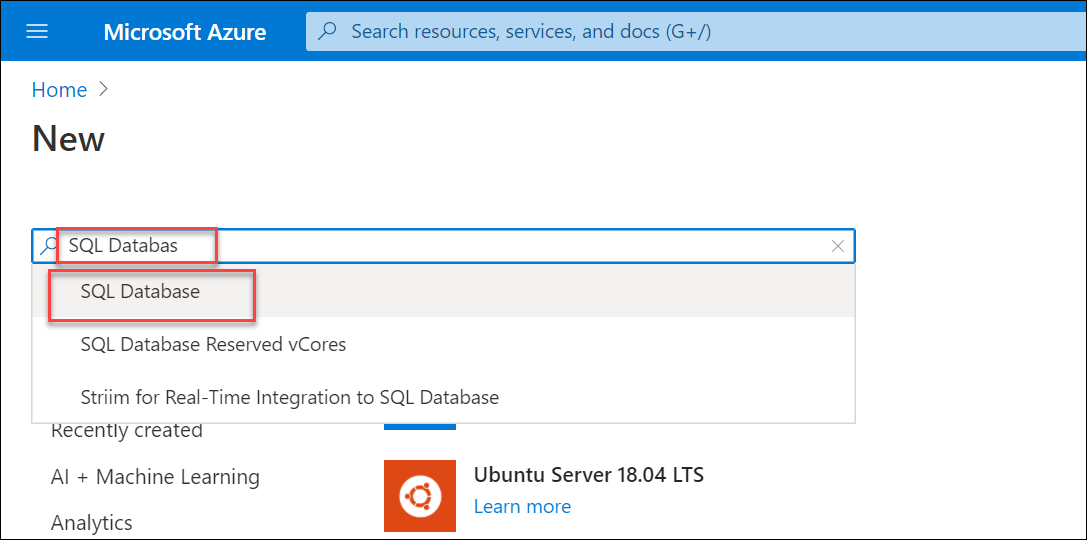 Microsoft Azure
Search resources, services, and docs (G+/)
Home
New
SQL Databas
SQL Database
SQL Database Reserved vCores
Striim for Real-Time Integration to SQL Database
Recently created
AI + Machine Learning
Analytics
Ubuntu Server 18.04 LTS
Learn more